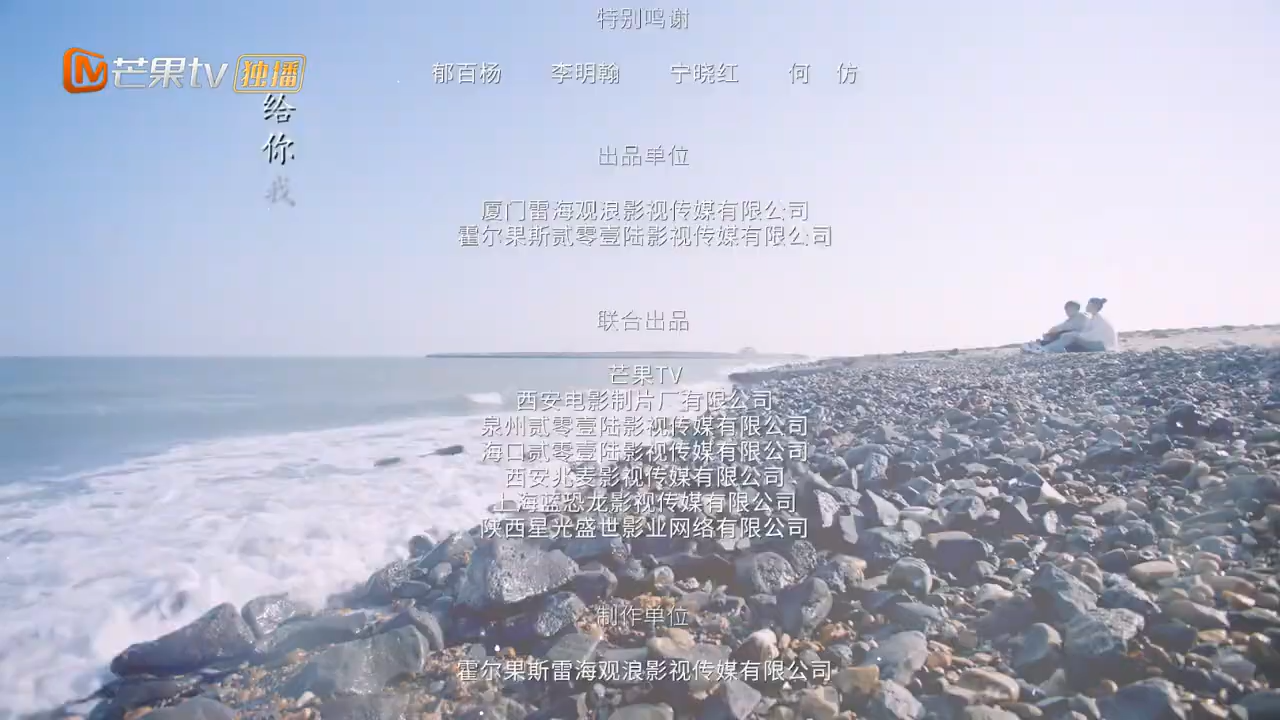 特别鸣谢
芒果tv 独播
郁百杨 李明翰 宁晓红 何仿
给你我
出品单位
厦门雷海观浪影视传媒有限公司
霍尔果斯贰零壹陆影视传媒有限公司
联合出品
芒果TV
西安电影制片厂有限公司
泉州贰零壹陆影视传媒有限公司
海口贰零壹陆影视传媒有限公司
西安兆麦影视传媒有限公司
上海蓝恐龙影视传媒有限公司
陕西星光盛世影业网络有限公司
制作单位
霍尔果斯雷海观浪影视传媒有限公司